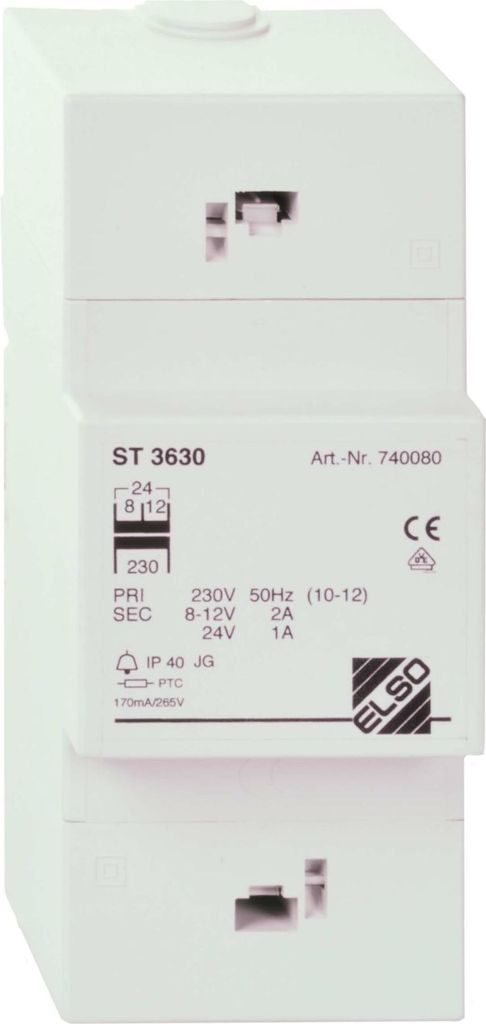 ST 3630 Art.-Nr. 740080
24
8 12
230
CE
PRI 230V 50Hz (10-12)
SEC 8-12V 2A
24V 1A
IP 40 JG
PTC
170mA/265V
ELSO